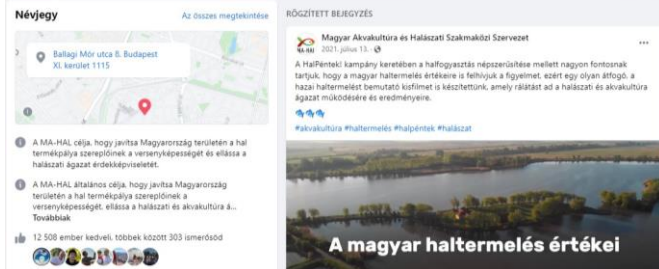 Névjegy
Az összes megtekintése
Ballagi Mór utca 8. Budapest
XI. kerület 1115
A MA-HAL célja, hogy javítsa Magyarország területén a hal
termékpálya szereplőinek a versenyképességét és ellássa a
halászati ágazat érdekképviseletét.
A MA-HAL általános célja, hogy javítsa Magyarország
területén a hal termékpálya szereplőinek a
versenyképességét, ellássa a halászati és akvakultúra á...
Továbbiak
12 508 ember kedveli, többek között 303 ismerősöd
RÖGZÍTETT BEJEGYZÉS
MA-HAL
Magyar Akvakultúra és Halászati Szakmaközi Szervezet
2021. július 13. ·
A HalPéntek! kampány keretében a halfogyasztás népszerűsítése mellett nagyon fontosnak
tartjuk, hogy a magyar haltermelés értékeire is felhívjuk a figyelmet, ezért egy olyan átfogó, a
hazai haltermelést bemutató kisfilmet is készítettünk, amely rálátást ad a halászati és akvakultúra
ágazat működésére és eredményeire.
#akvakultúra #haltermelés #halpéntek #halászat
A magyar haltermelés értékei